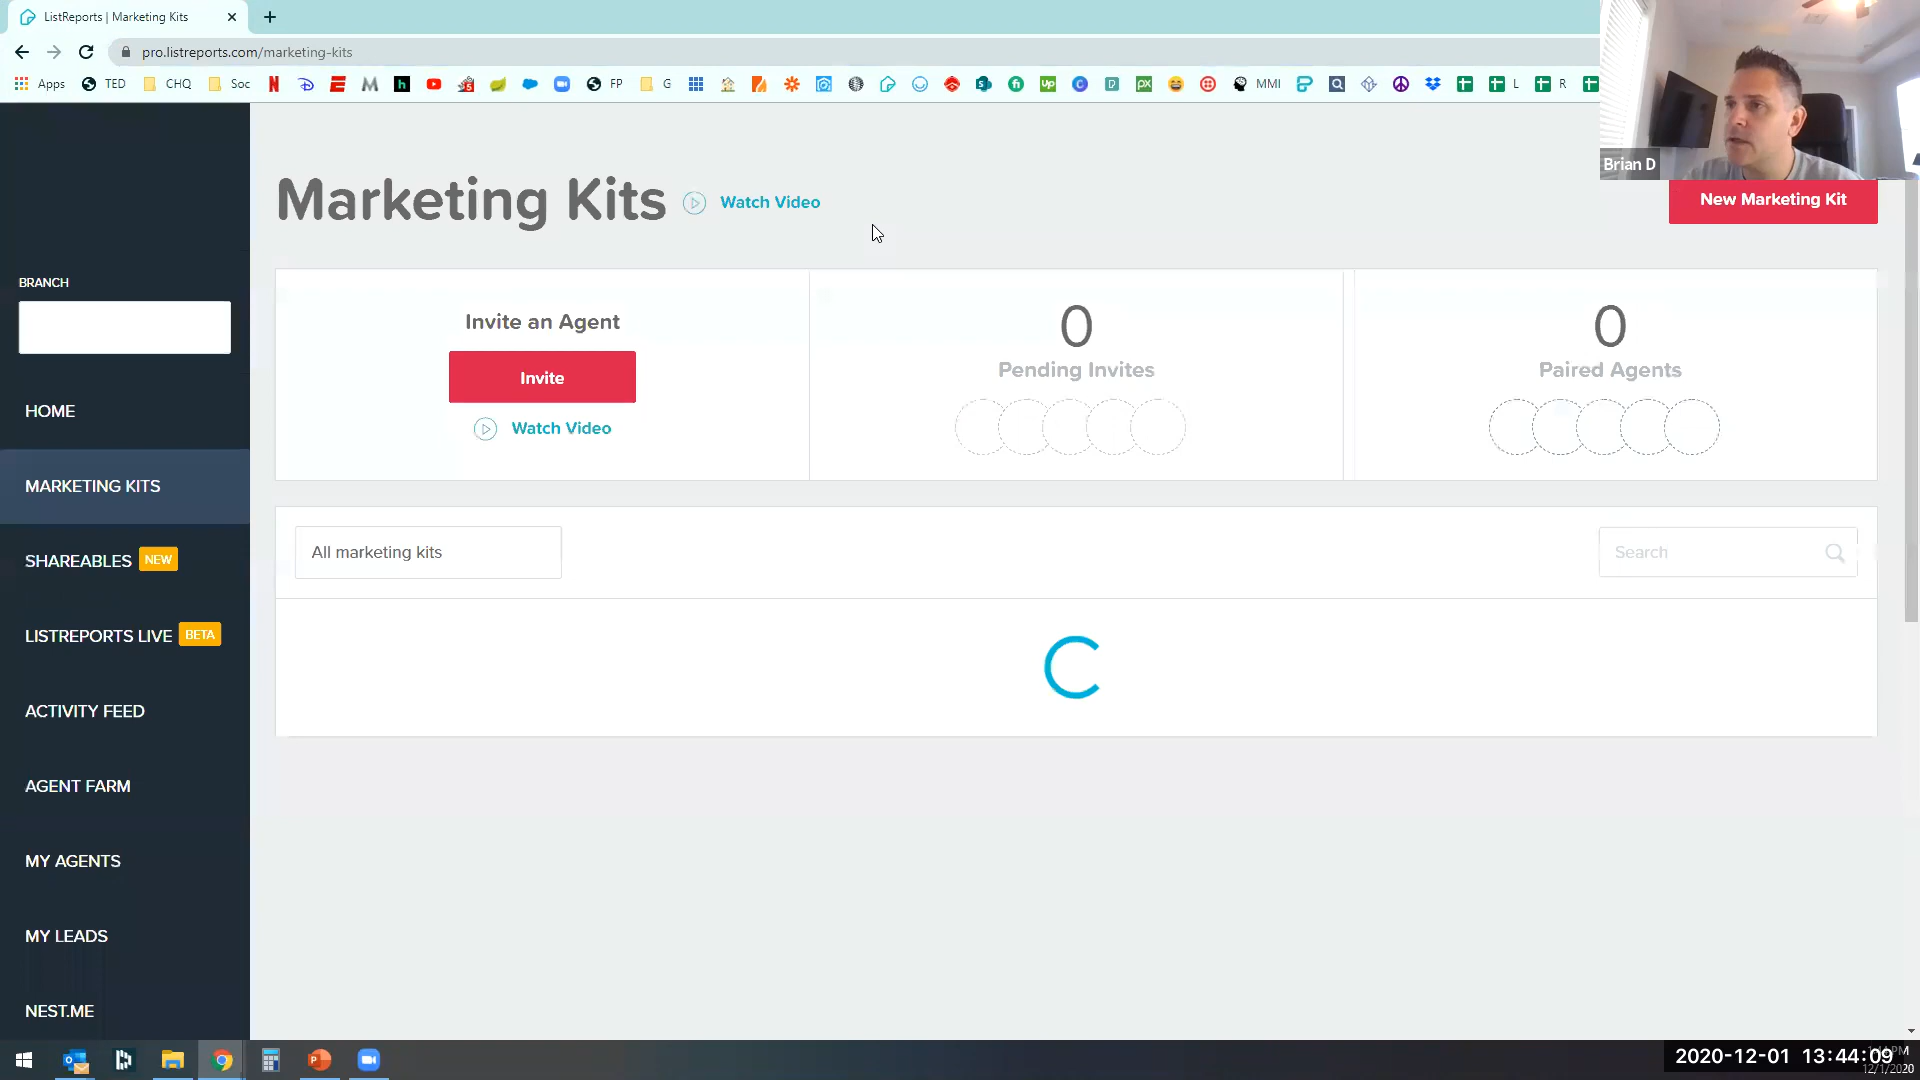 ListReports | Marketing Kits
pro.listreports.com/marketing-kits
Apps TED CHQ Soc FP G MMI L R
Brian D
Marketing Kits Watch Video
New Marketing Kit
BRANCH
HOME
MARKETING KITS
SHAREABLES NEW
LISTREPORTS LIVE BETA
ACTIVITY FEED
AGENT FARM
MY AGENTS
MY LEADS
NEST.ME
Invite an Agent
Invite
Watch Video
0
Pending Invites
0
Paired Agents
All marketing kits
Search
2020-12-01 13:44:09
12/1/2020